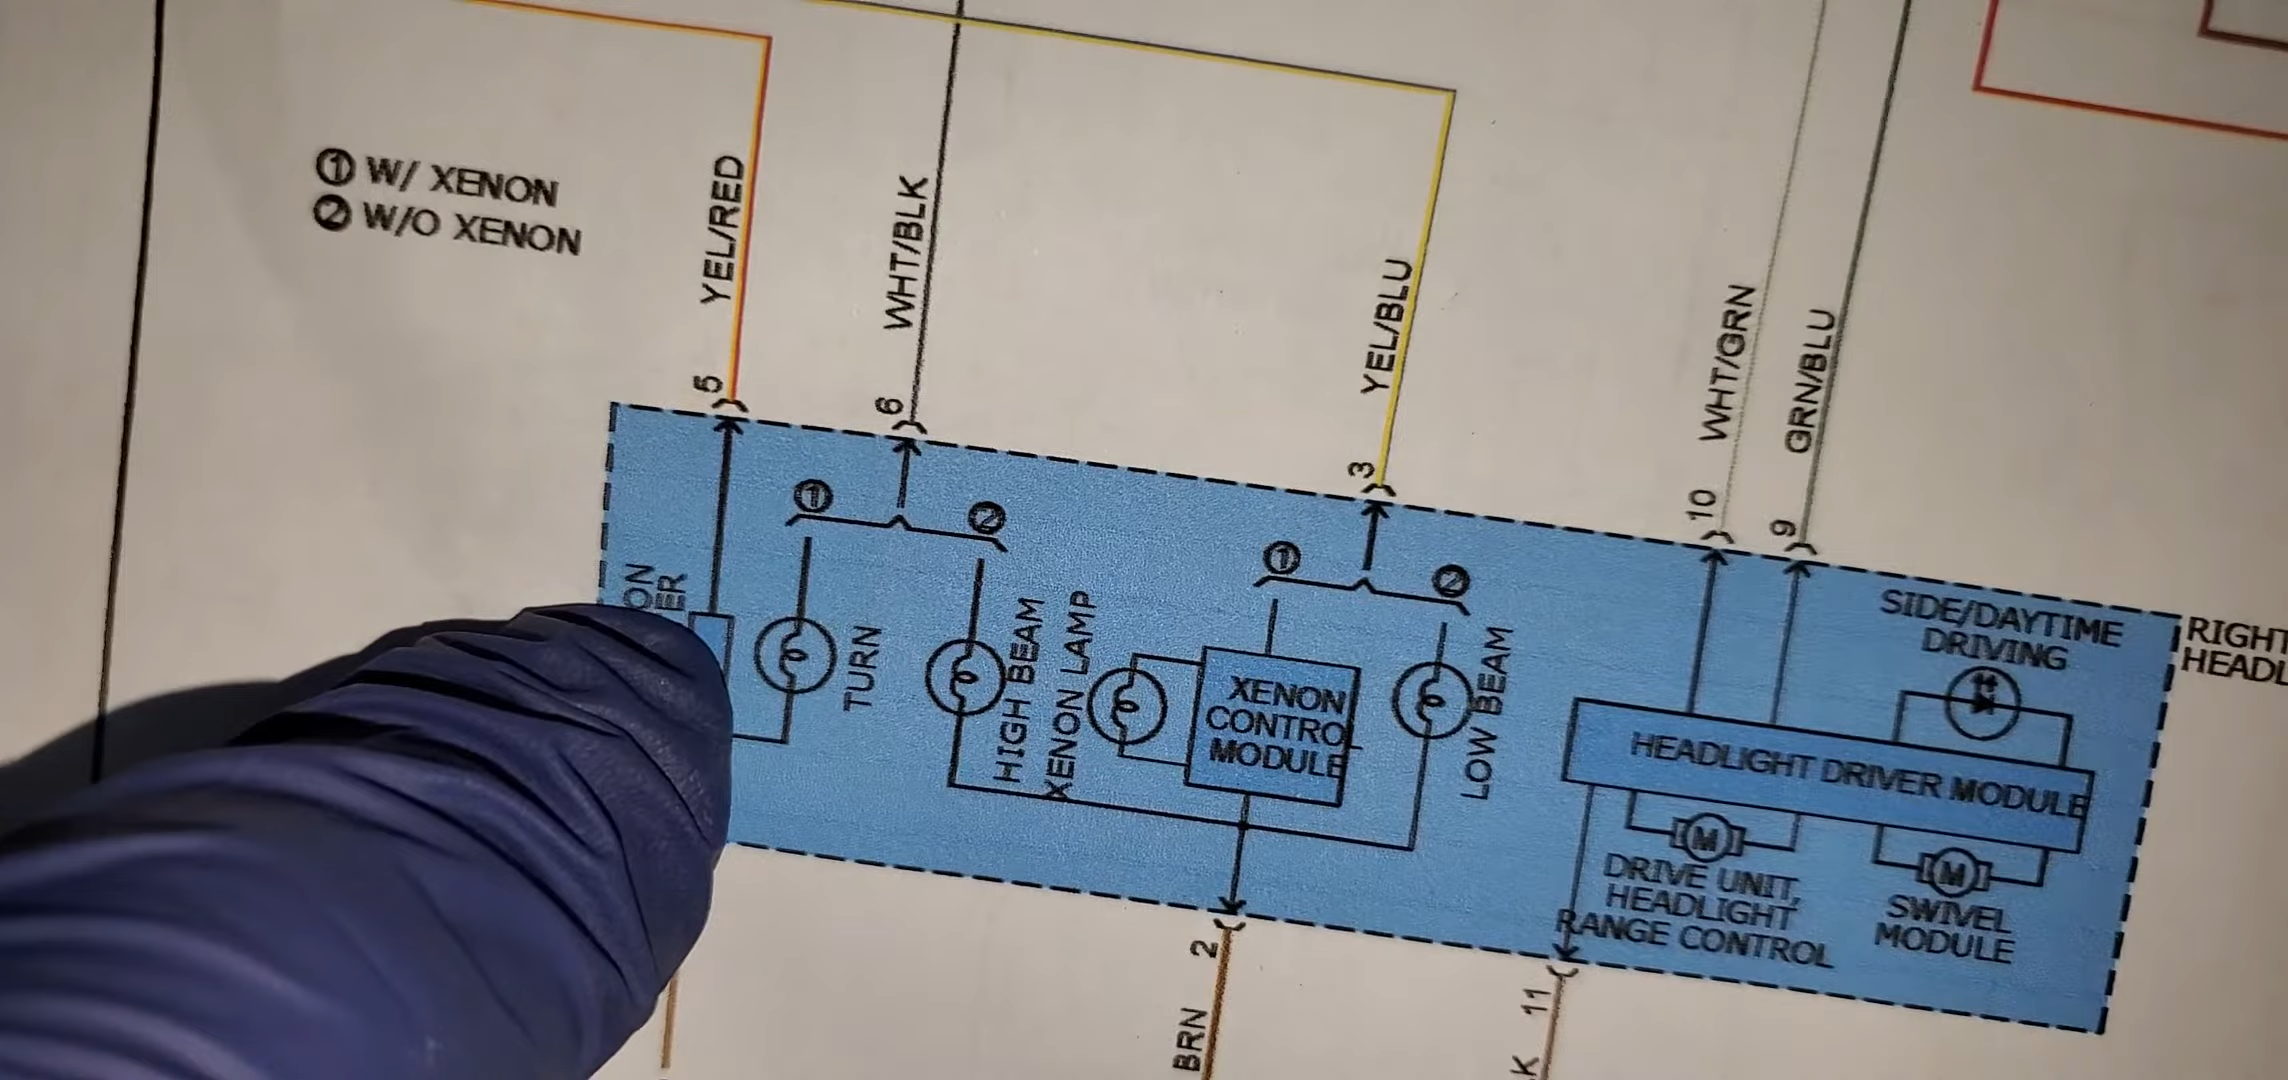 ① W/ XENON
② W/O XENON
YEL/RED
WHT/BLK
YEL/BLU
WHT/GRN
GRN/BLU
5
6
3
10
9
①
②
①
②
TURN
HIGH BEAM
XENON LAMP
XENON
CONTROL
MODULE
LOW BEAM
SIDE/DAYTIME
DRIVING
RIGHT
HEADLIGHT DRIVER MODULE
DRIVE UNIT,
HEADLIGHT
RANGE CONTROL
SWIVEL
MODULE
M
M
2
BRN
11